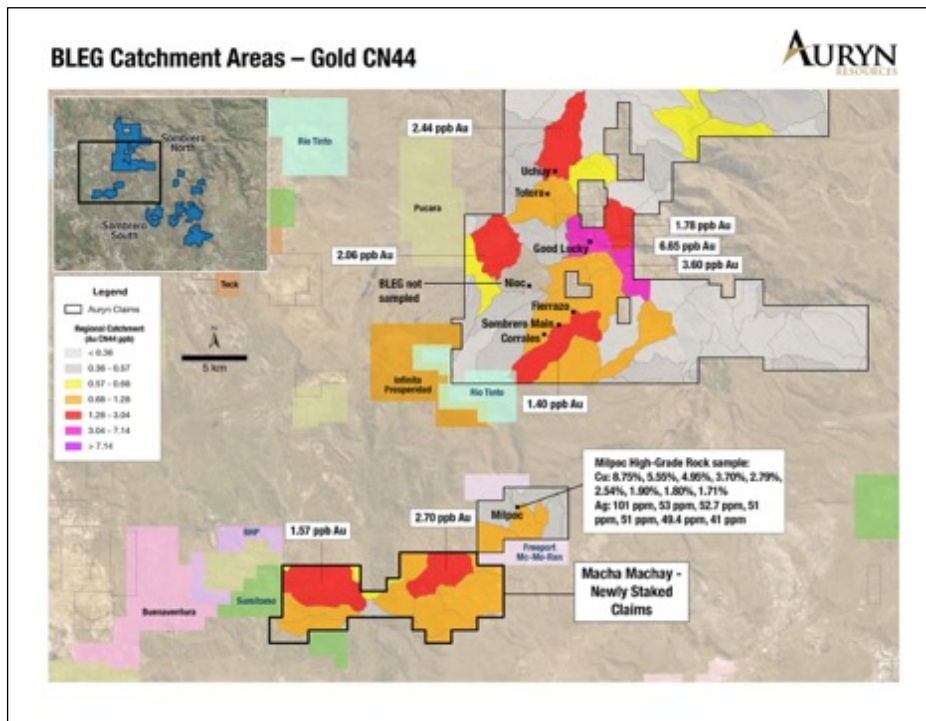 BLEG Catchment Areas – Gold CN44
AURYN
RESOURCES
Sombrero
North
Sombrero
South
Rio Tinto
2.44 ppb Au
Uchuy
Totora
Pucara
1.78 ppb Au
6.65 ppb Au
3.60 ppb Au
2.06 ppb Au
Good Lucky
BLEG not
sampled
Nioc
Teck
Fierrazo
Sombrero Main
Corrales
Legend
Auryn Claims
Regional Catchment
(Au CN44 ppb)
< 0.36
0.36 - 0.57
0.57 - 0.68
0.68 - 1.28
1.28 - 3.04
3.04 - 7.14
> 7.14
N
5 km
Infinita
Prosperidad
Rio Tinto
1.40 ppb Au
Milpoc High-Grade Rock sample:
Cu: 8.75%, 5.55%, 4.95%, 3.70%, 2.79%,
2.54%, 1.90%, 1.80%, 1.71%
Ag: 101 ppm, 53 ppm, 52.7 ppm, 51
ppm, 51 ppm, 49.4 ppm, 41 ppm
1.57 ppb Au
2.70 ppb Au
Milpoc
BHP
Freeport
Mc-Mo-Ran
Sumitomo
Buenaventura
Macha Machay -
Newly Staked
Claims